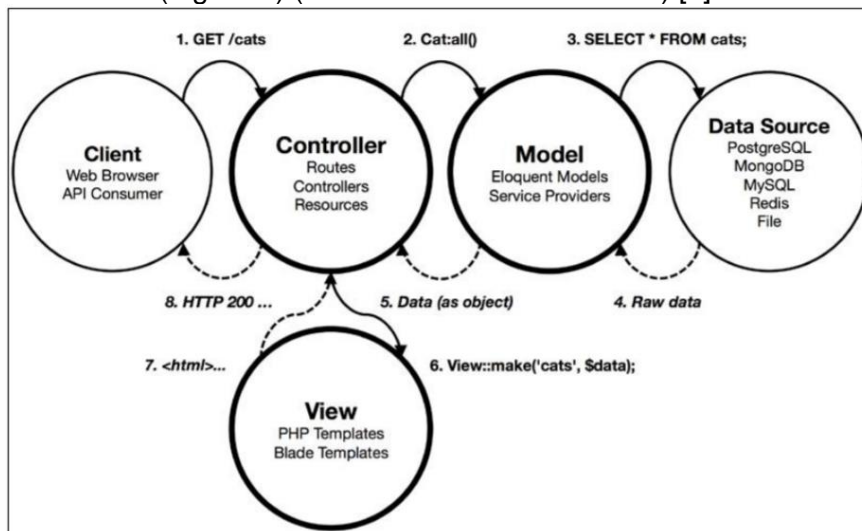 1. GET /cats
2. Cat:all()
3. SELECT * FROM cats;
Client
Web Browser
API Consumer
Controller
Routes
Controllers
Resources
Model
Eloquent Models
Service Providers
Data Source
PostgreSQL
MongoDB
MySQL
Redis
File
8. HTTP 200 ...
5. Data (as object)
4. Raw data
7. <html>...
6. View::make('cats', $data);
View
PHP Templates
Blade Templates